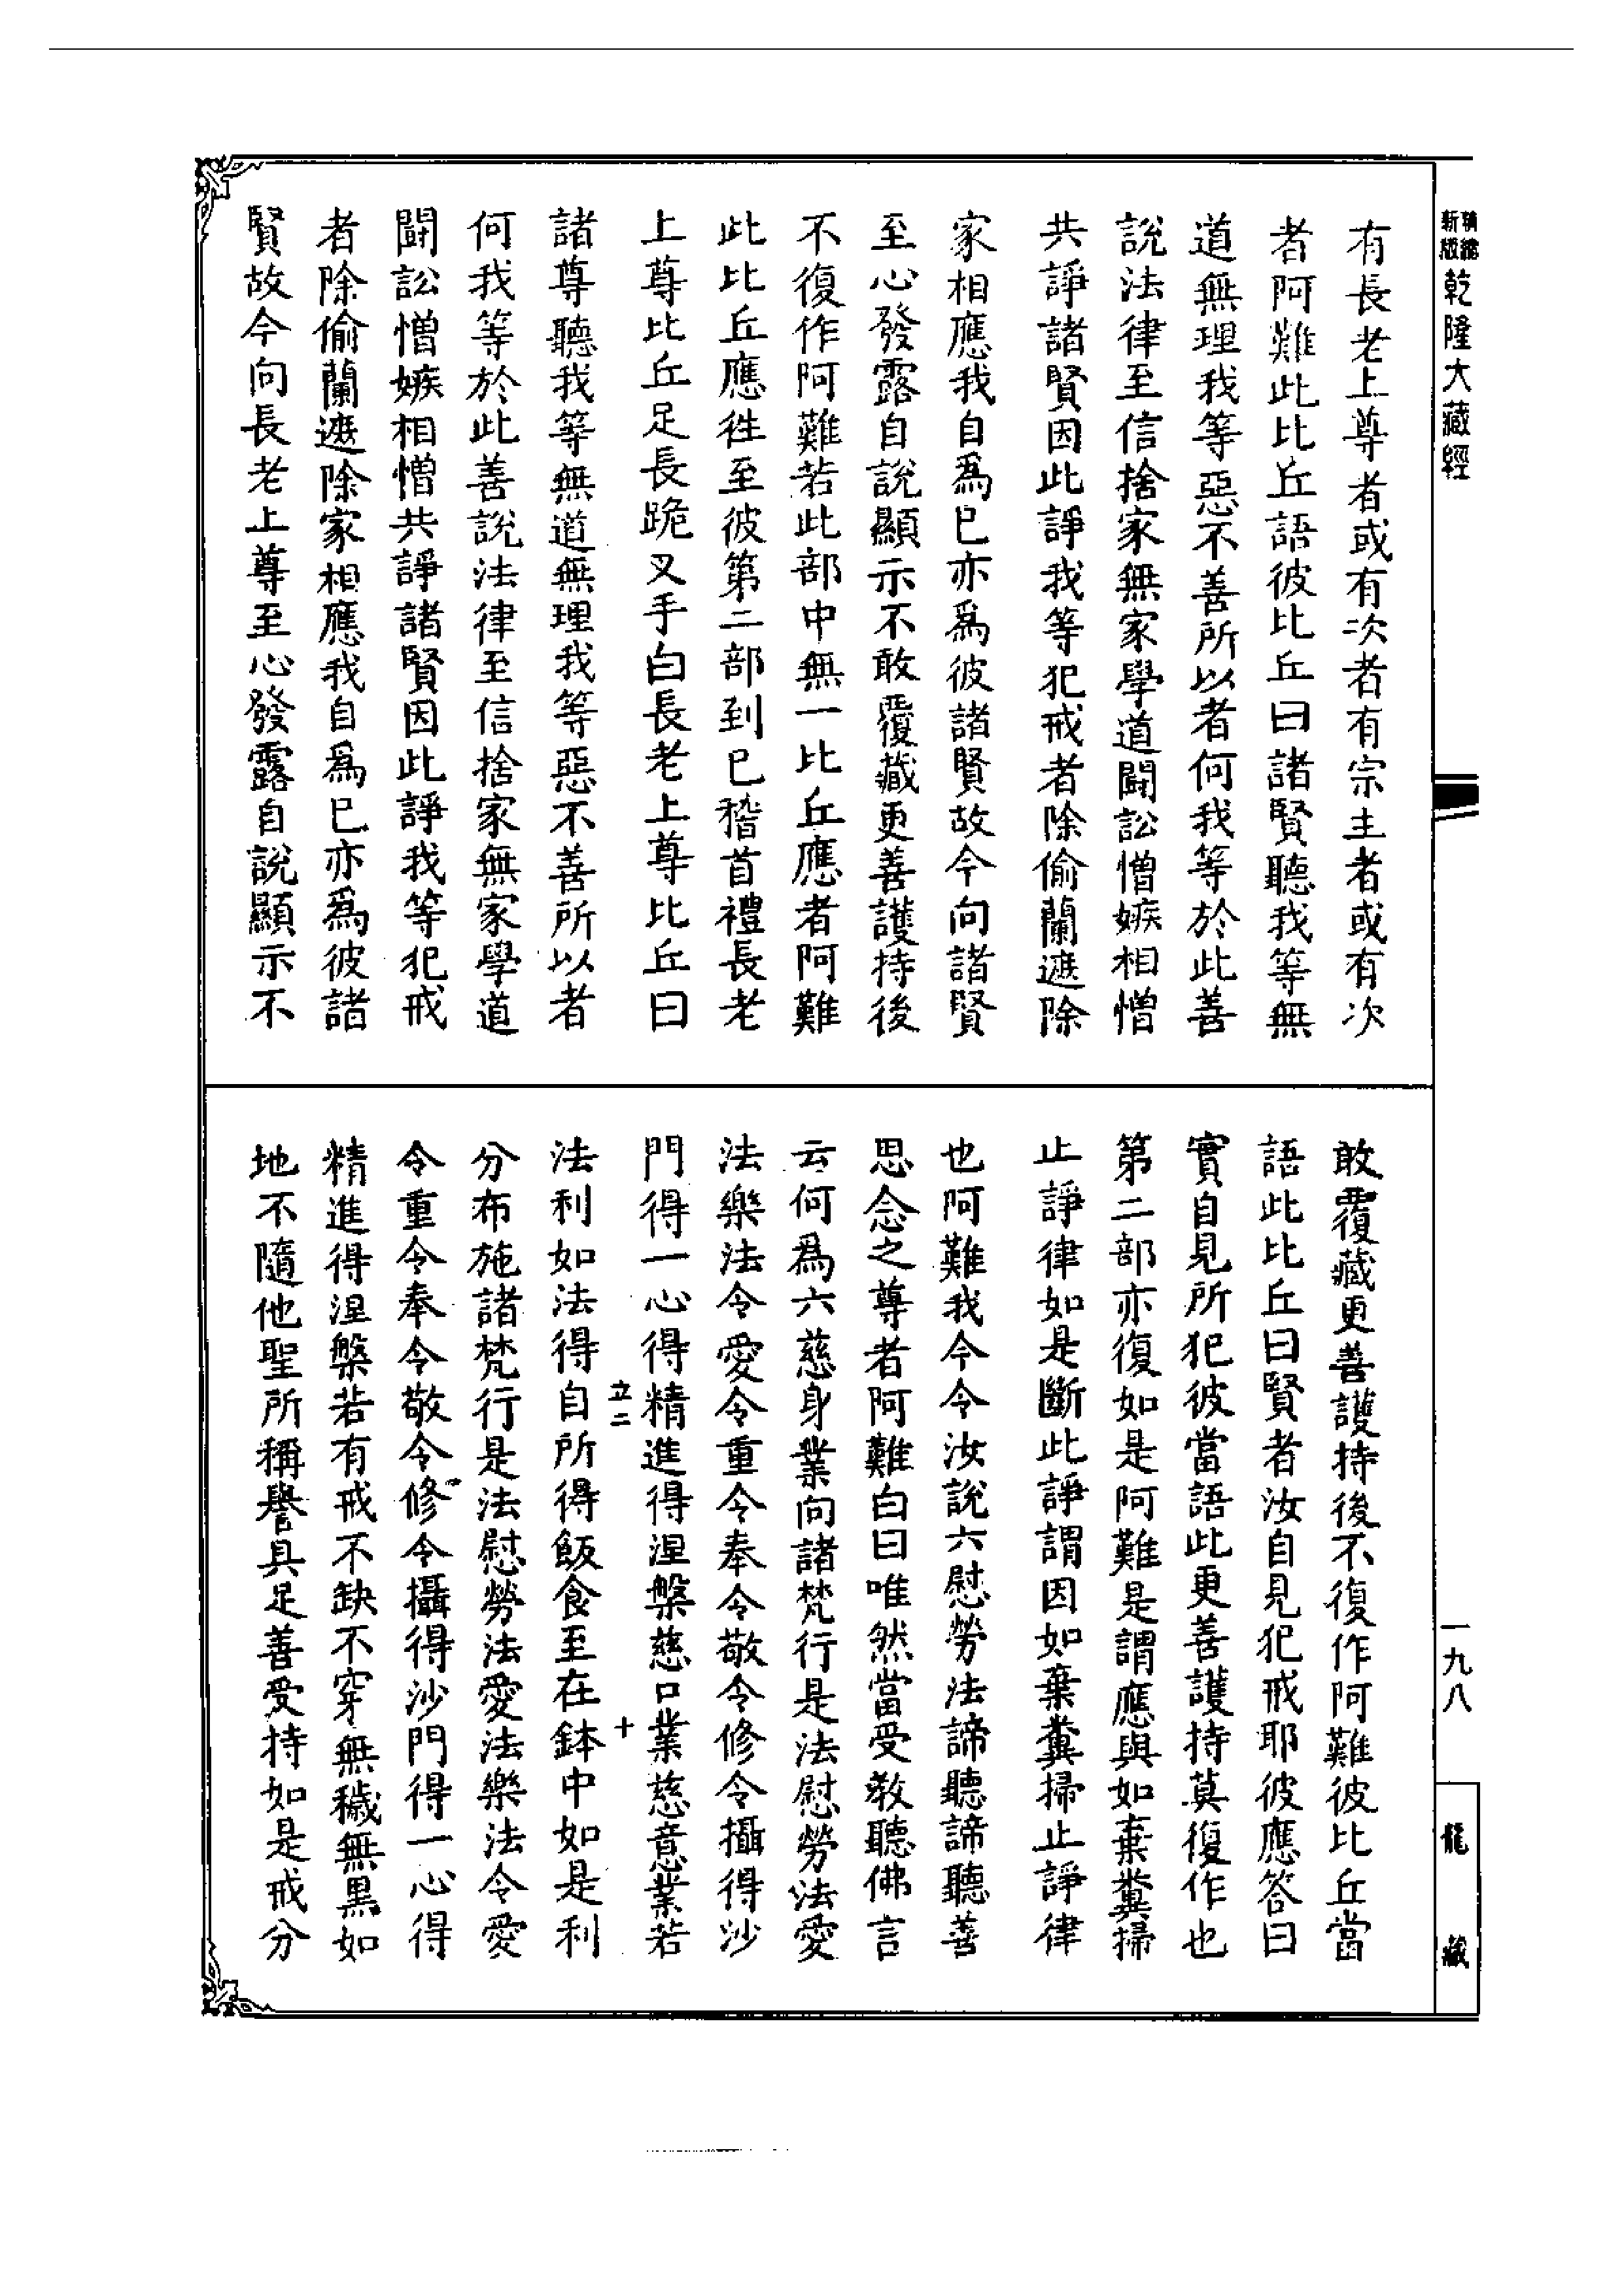 新版
精縮
乾隆大藏經
一九八
龍藏
有長老上尊者或有次者有宗主者或有次
者阿難此比丘語彼比丘曰諸賢聽我等無
道無理我等惡不善所以者何我等於此善
說法律至信捨家無家學道鬪訟憎嫉相憎
共諍諸賢因此諍我等犯戒者除偷蘭遮除
家相應我自爲已亦爲彼諸賢故今向諸賢
至心發露自說顯示不敢覆藏更善護持後
不復作阿難若此部中無一比丘應者阿難
此比丘應徃至彼第二部到已稽首禮長老
上尊比丘足長跪叉手白長老上尊比丘曰
諸尊聽我等無道無理我等惡不善所以者
何我等於此善說法律至信捨家無家學道
鬪訟憎嫉相憎共諍諸賢因此諍我等犯戒
者除偷蘭遮除家相應我自爲已亦爲彼諸
賢故今向長老上尊至心發露自說顯示不
敢覆藏更善護持後不復作阿難彼比丘當
語此比丘曰賢者汝自見犯戒耶彼應答曰
實自見所犯彼當語此更善護持莫復作也
第二部亦復如是阿難是謂應與如棄糞掃
止諍律如是斷此諍謂因如棄糞掃止諍律
也阿難我今令汝說六慰勞法諦聽諦聽善
思念之尊者阿難白曰唯然當受教聽佛言
云何爲六慈身業向諸梵行是法慰勞法愛
法樂法令愛令重令奉令敬令修令攝得沙
門得一心得精進得涅槃慈口業慈意業若
立二
十
法利如法得自所得飯食至在鉢中如是利
分布施諸梵行是法慰勞法愛法樂法令愛
令重令奉令敬令修令攝得沙門得一心得
精進得涅槃若有戒不缺不穿無穢無黑如
地不隨他聖所稱譽具足善受持如是戒分